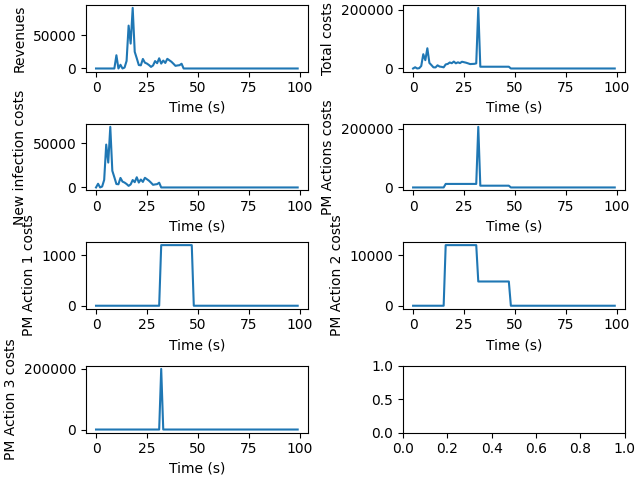 Revenues
50000
0
0 25 50 75 100
Time (s)
Total costs
200000
0
0 25 50 75 100
Time (s)
New infection costs
50000
0
0 25 50 75 100
Time (s)
PM Actions costs
200000
0
0 25 50 75 100
Time (s)
PM Action 1 costs
1000
0
0 25 50 75 100
Time (s)
PM Action 2 costs
10000
0
0 25 50 75 100
Time (s)
PM Action 3 costs
200000
0
0 25 50 75 100
Time (s)
1.0
0.5
0.0
0.0 0.2 0.4 0.6 0.8 1.0